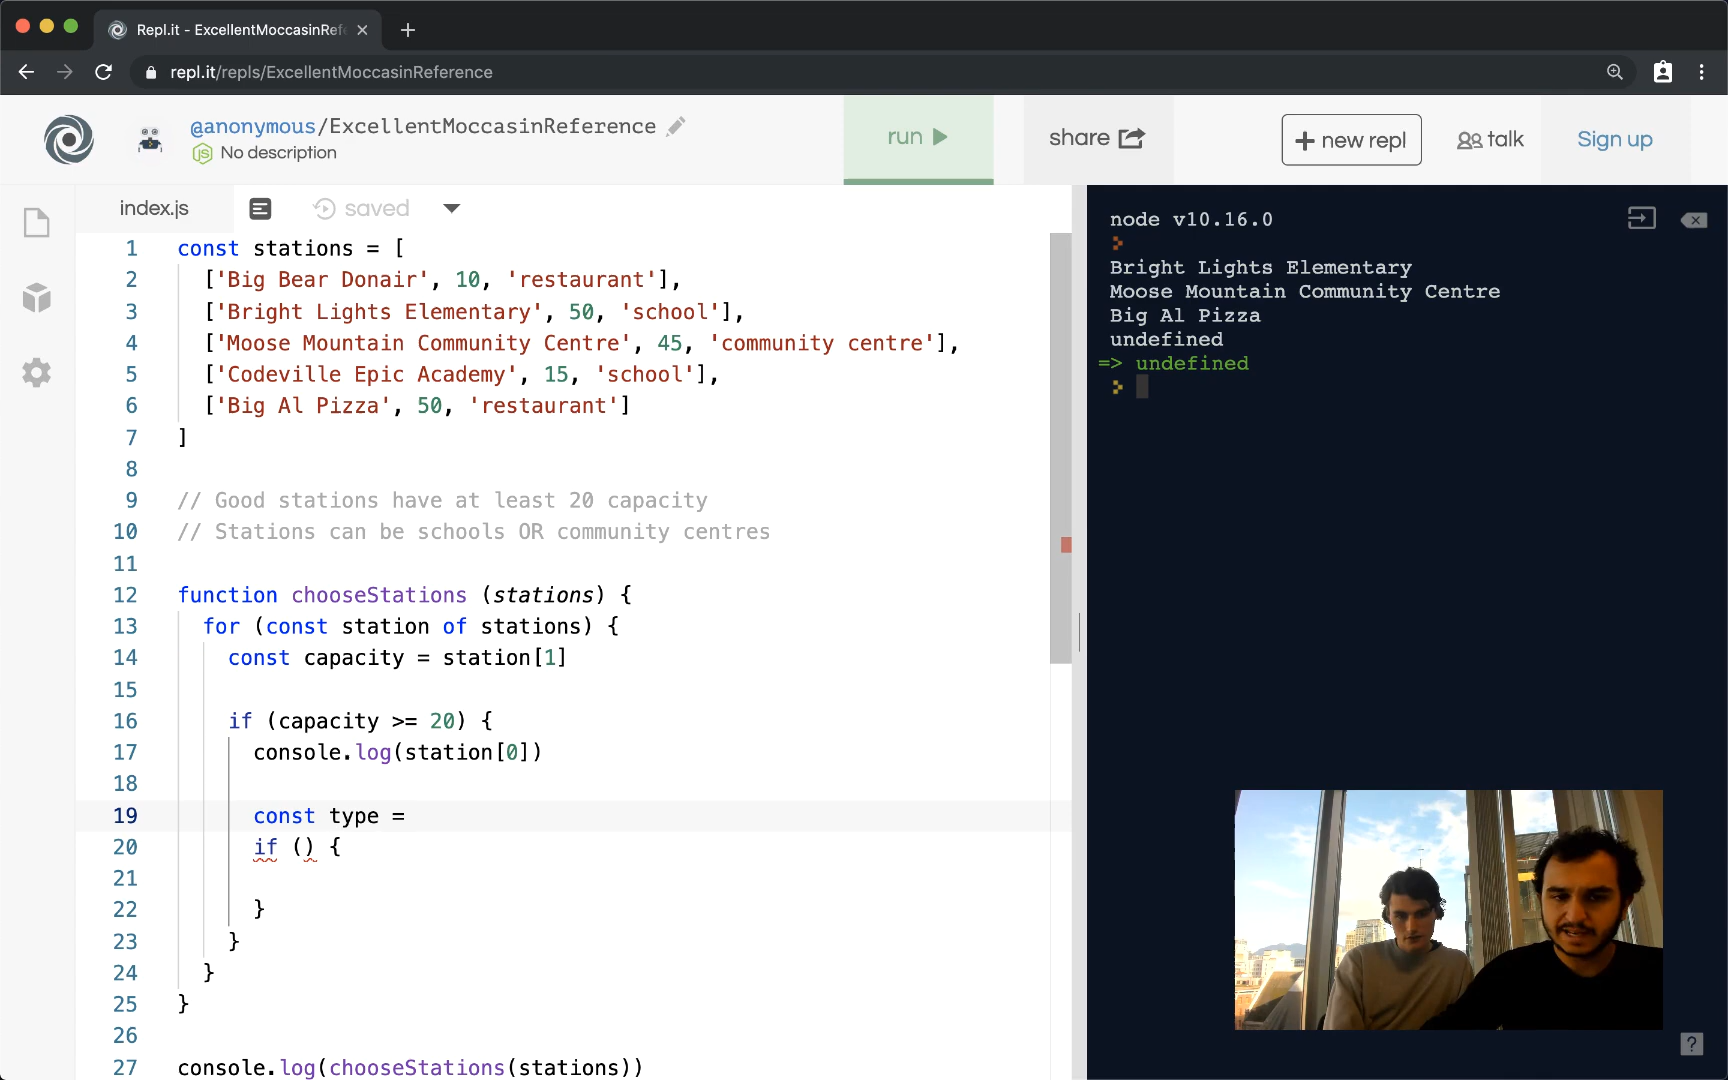 Repl.it - ExcellentMoccasinRef
repl.it/repls/ExcellentMoccasinReference
@anonymous/ExcellentMoccasinReference
No description
run
share
+ new repl
talk
Sign up
index.js
saved
1 const stations = [
2 ['Big Bear Donair', 10, 'restaurant'],
3 ['Bright Lights Elementary', 50, 'school'],
4 ['Moose Mountain Community Centre', 45, 'community centre'],
5 ['Codeville Epic Academy', 15, 'school'],
6 ['Big Al Pizza', 50, 'restaurant']
7 ]
8
9 // Good stations have at least 20 capacity
10 // Stations can be schools OR community centres
11
12 function chooseStations (stations) {
13 for (const station of stations) {
14 const capacity = station[1]
15
16 if (capacity >= 20) {
17 console.log(station[0])
18
19 const type =
20 if () {
21
22 }
23 }
24 }
25 }
26
27 console.log(chooseStations(stations))
node v10.16.0
Bright Lights Elementary
Moose Mountain Community Centre
Big Al Pizza
undefined
=> undefined
?